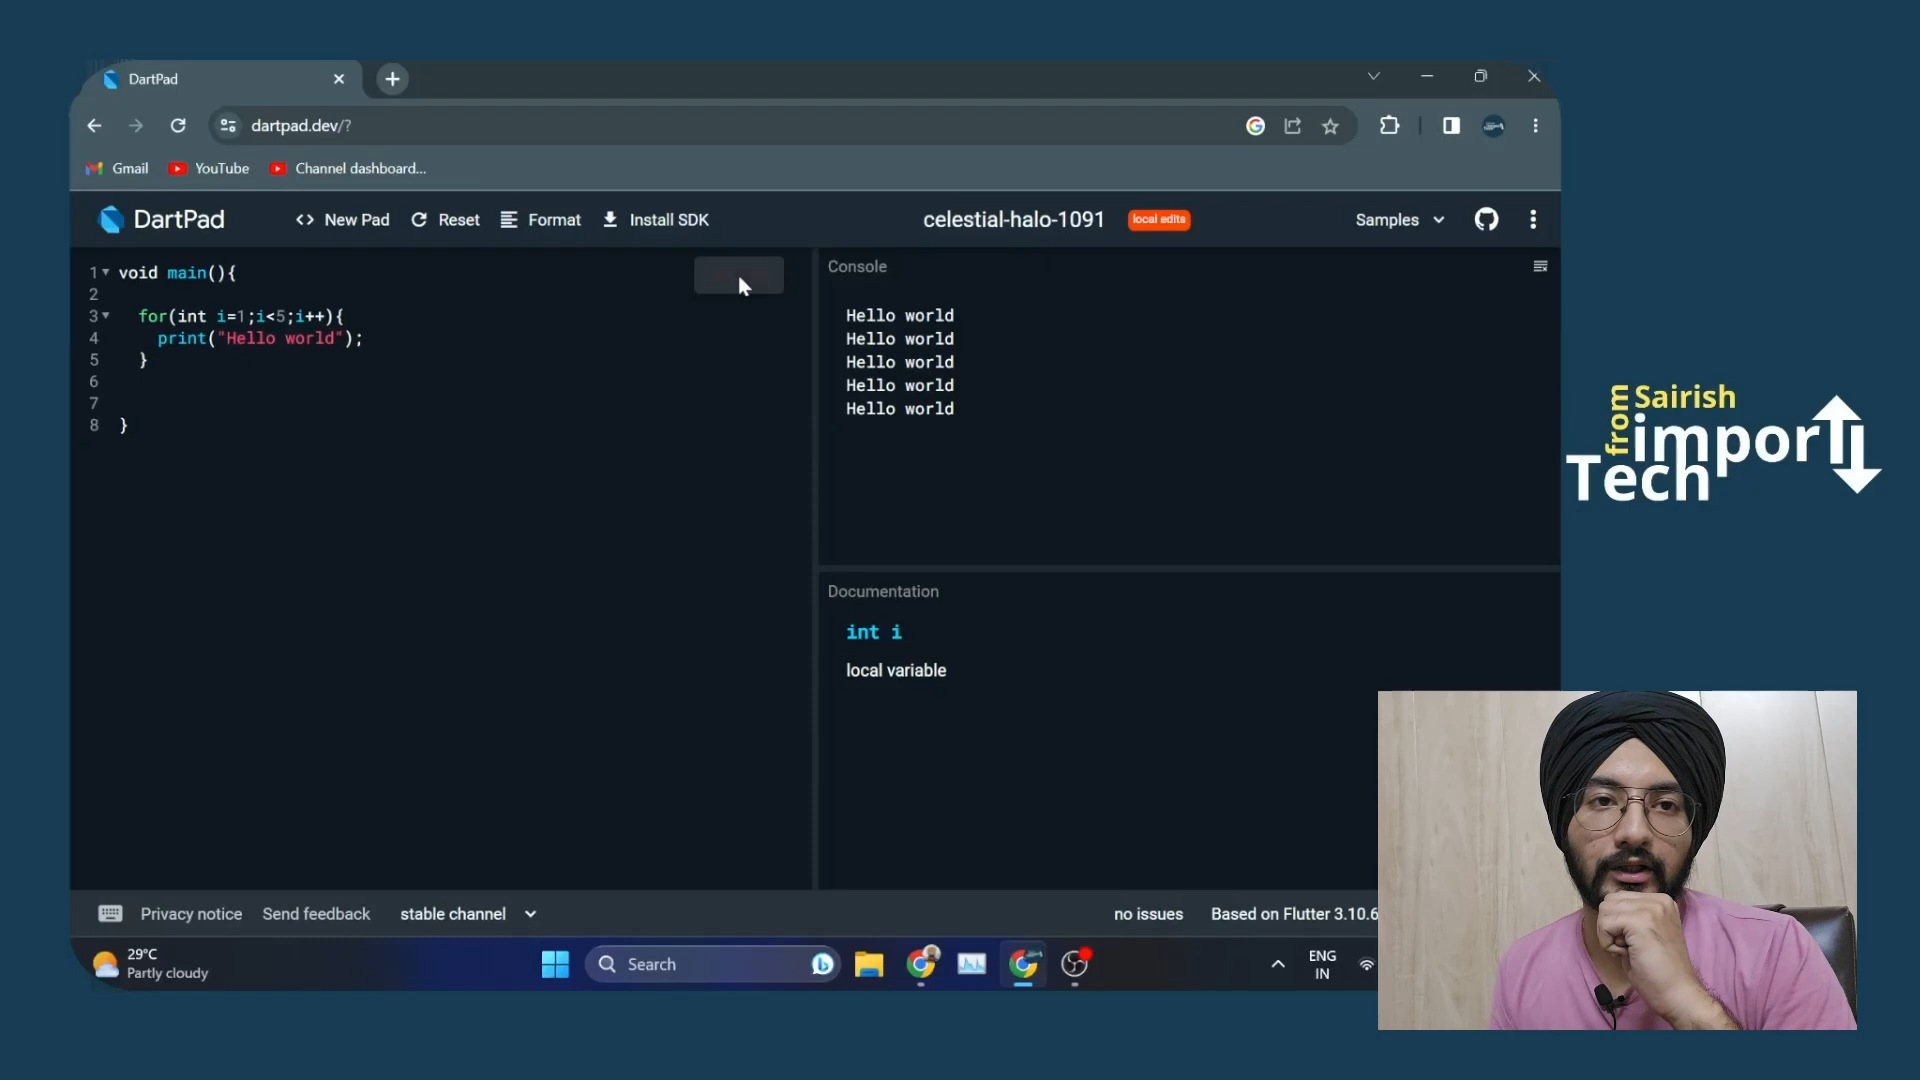 DartPad
dartpad.dev/?
Gmail
YouTube
Channel dashboard...
DartPad
<> New Pad
Reset
Format
Install SDK
celestial-halo-1091
local edits
Samples
1 void main(){
2
3 for(int i=1;i<5;i++){
4 print("Hello world");
5 }
6
7
8 }
Console
Hello world
Hello world
Hello world
Hello world
Hello world
Documentation
int i
local variable
from Sairish
import
Tech
Privacy notice
Send feedback
stable channel
no issues
Based on Flutter 3.10.6
29°C
Partly cloudy
Search
ENG
IN